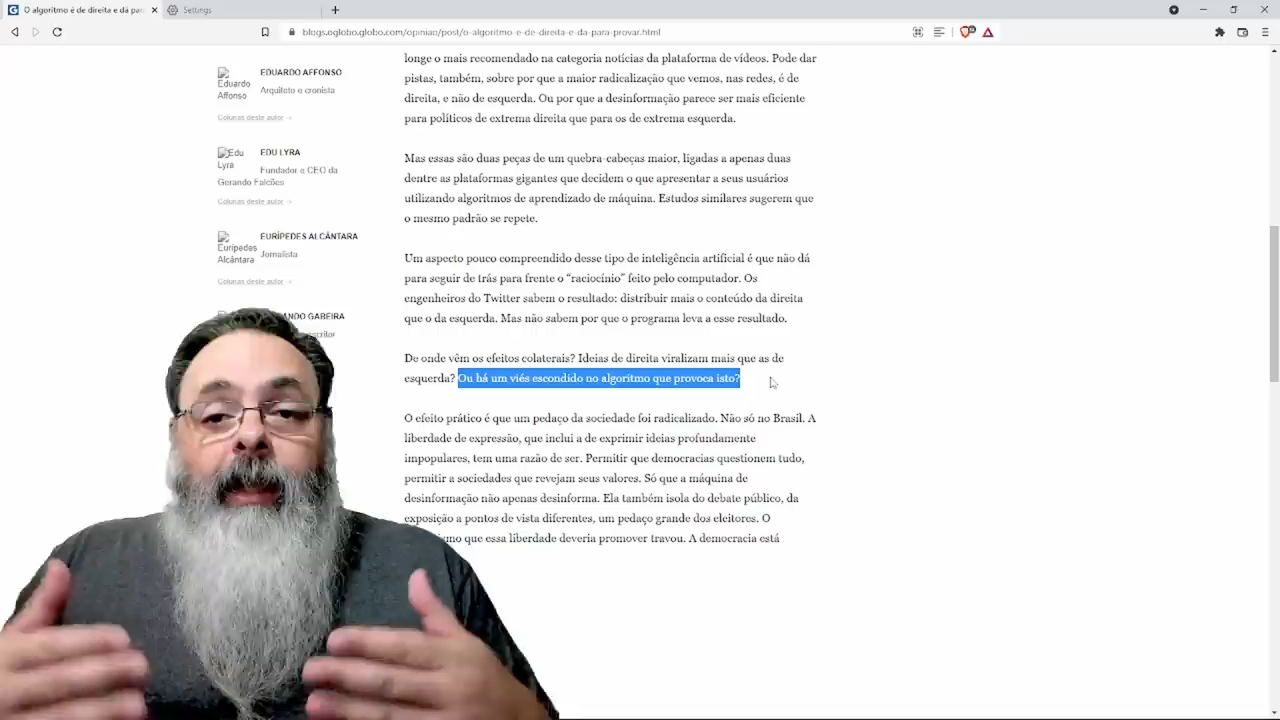 O algoritmo é de direita e dá par
Settings
blogs.oglobo.globo.com/opiniao/post/o-algoritmo-e-de-direita-e-da-para-provar.html
Eduardo Affonso
EDUARDO AFFONSO
Arquiteto e cronista
Colunas deste autor
Edu Lyra
EDU LYRA
Fundador e CEO da
Gerando Falcões
Colunas deste autor
Eurípedes Alcântara
EURÍPEDES ALCÂNTARA
Jornalista
Colunas deste autor
ANDO GABEIRA
escritor
longe o mais recomendado na categoria notícias da plataforma de vídeos. Pode dar
pistas, também, sobre por que a maior radicalização que vemos, nas redes, é de
direita, e não de esquerda. Ou por que a desinformação parece ser mais eficiente
para políticos de extrema direita que para os de extrema esquerda.
Mas essas são duas peças de um quebra-cabeças maior, ligadas a apenas duas
dentre as plataformas gigantes que decidem o que apresentar a seus usuários
utilizando algoritmos de aprendizado de máquina. Estudos similares sugerem que
o mesmo padrão se repete.
Um aspecto pouco compreendido desse tipo de inteligência artificial é que não dá
para seguir de trás para frente o “raciocínio” feito pelo computador. Os
engenheiros do Twitter sabem o resultado: distribuir mais o conteúdo da direita
que o da esquerda. Mas não sabem por que o programa leva a esse resultado.
De onde vêm os efeitos colaterais? Ideias de direita viralizam mais que as de
esquerda? Ou há um viés escondido no algoritmo que provoca isto?
O efeito prático é que um pedaço da sociedade foi radicalizado. Não só no Brasil. A
liberdade de expressão, que inclui a de exprimir ideias profundamente
impopulares, tem uma razão de ser. Permitir que democracias questionem tudo,
permitir a sociedades que revejam seus valores. Só que a máquina de
desinformação não apenas desinforma. Ela também isola do debate público, da
exposição a pontos de vista diferentes, um pedaço grande dos eleitores. O
ismo que essa liberdade deveria promover travou. A democracia está